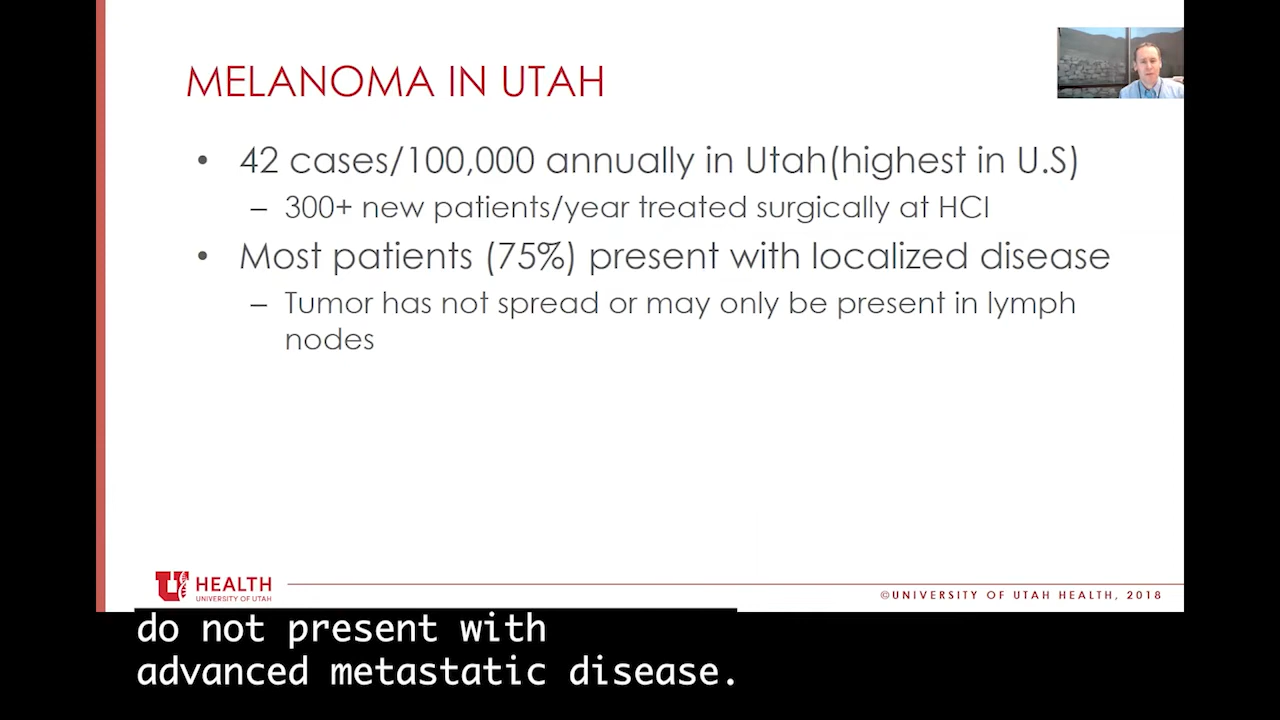 MELANOMA IN UTAH
• 42 cases/100,000 annually in Utah(highest in U.S)
– 300+ new patients/year treated surgically at HCI
• Most patients (75%) present with localized disease
– Tumor has not spread or may only be present in lymph
nodes
U HEALTH
UNIVERSITY OF UTAH
©UNIVERSITY OF UTAH HEALTH, 2018
do not present with
advanced metastatic disease.